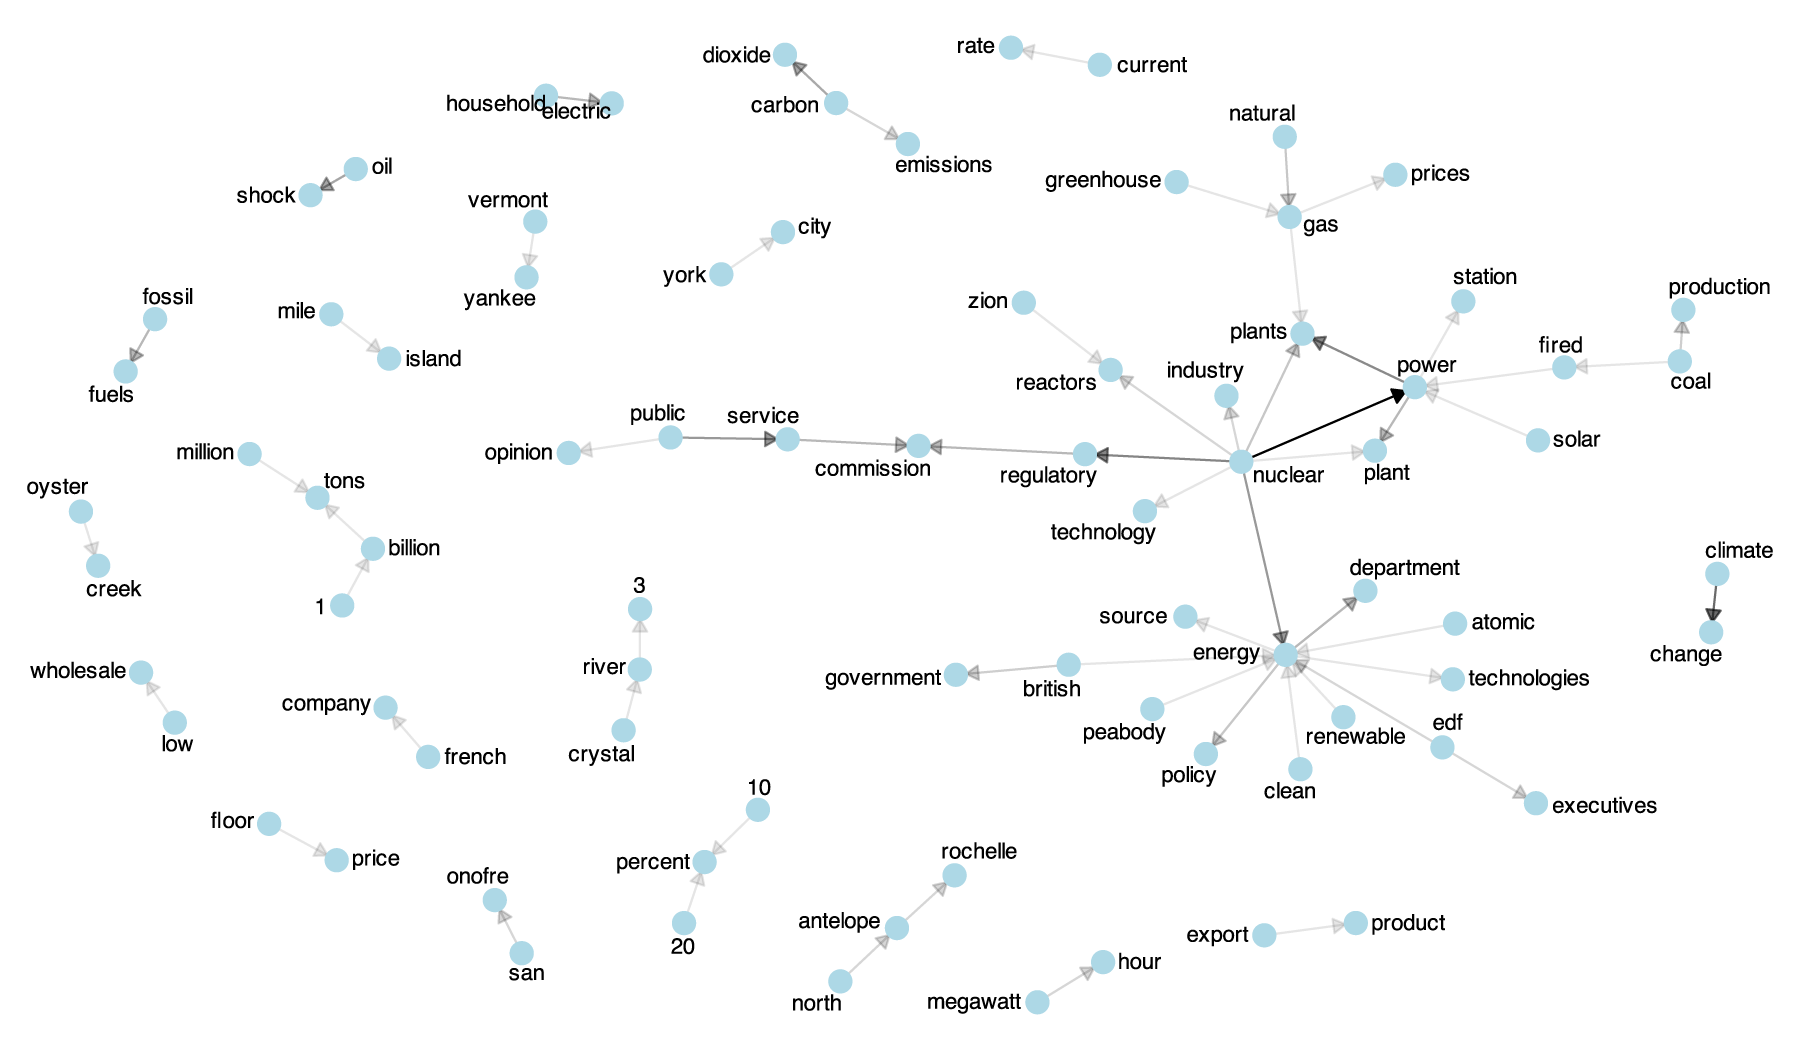 rate
current
dioxide
household
electric
carbon
natural
emissions
oil
shock
greenhouse
prices
vermont
gas
city
york
yankee
station
production
fossil
mile
zion
plants
fired
island
industry
power
reactors
coal
fuels
public
service
opinion
million
commission
regulatory
nuclear
plant
solar
tons
oyster
technology
billion
climate
creek
department
3
1
source
atomic
energy
change
wholesale
river
government
british
technologies
company
peabody
renewable
edf
low
french
crystal
policy
clean
10
executives
floor
price
percent
rochelle
onofre
antelope
product
export
20
hour
san
north
megawatt